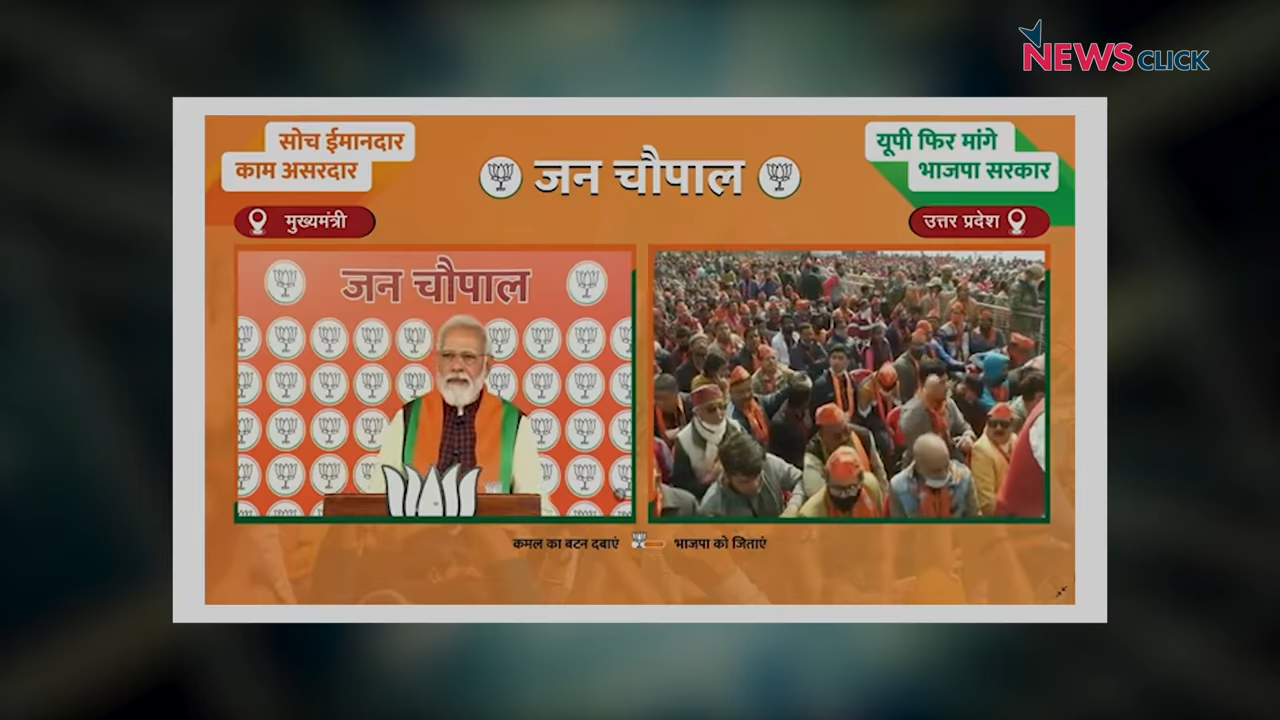 NEWSCLICK
सोच ईमानदार
काम असरदार
जन चौपाल
यूपी फिर मांगे
भाजपा सरकार
मुख्यमंत्री
उत्तर प्रदेश
जन चौपाल
कमल का बटन दबाएं भाजपा को जिताएं